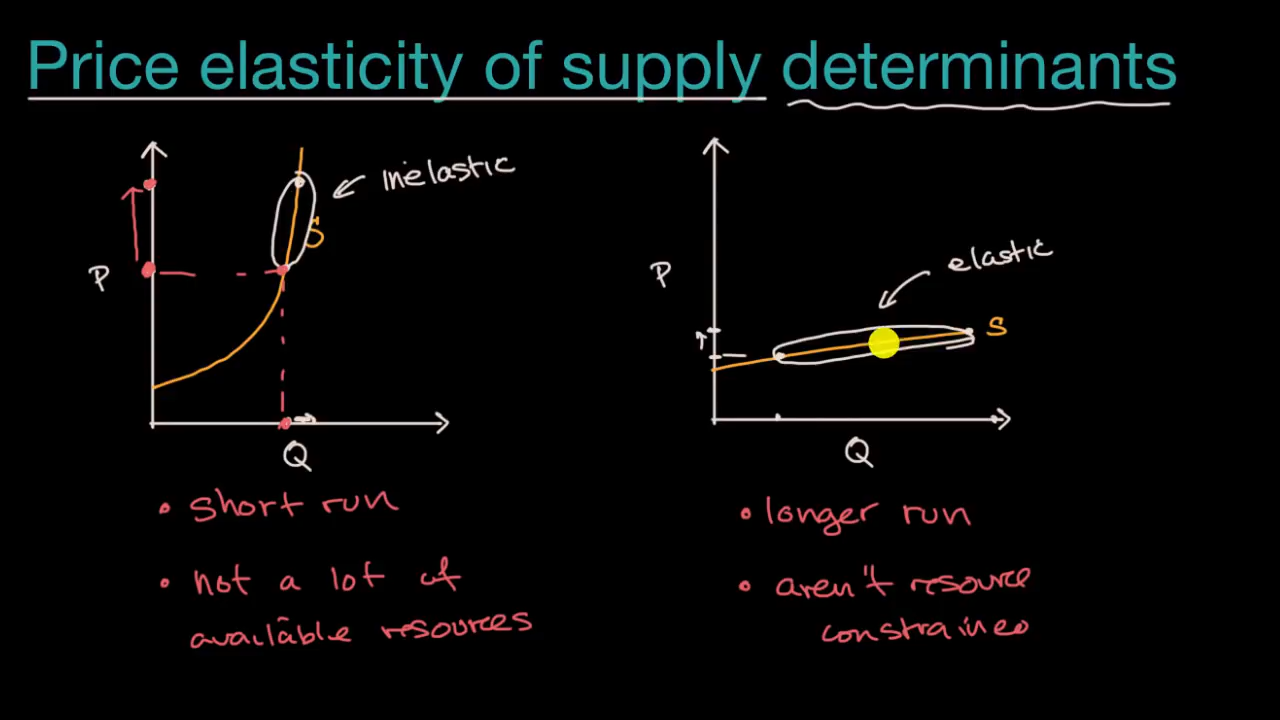 Price elasticity of supply determinants
inelastic
S
P
Q
• short run
• not a lot of
available resources
elastic
P
S
Q
• longer run
• aren't resource
constrained